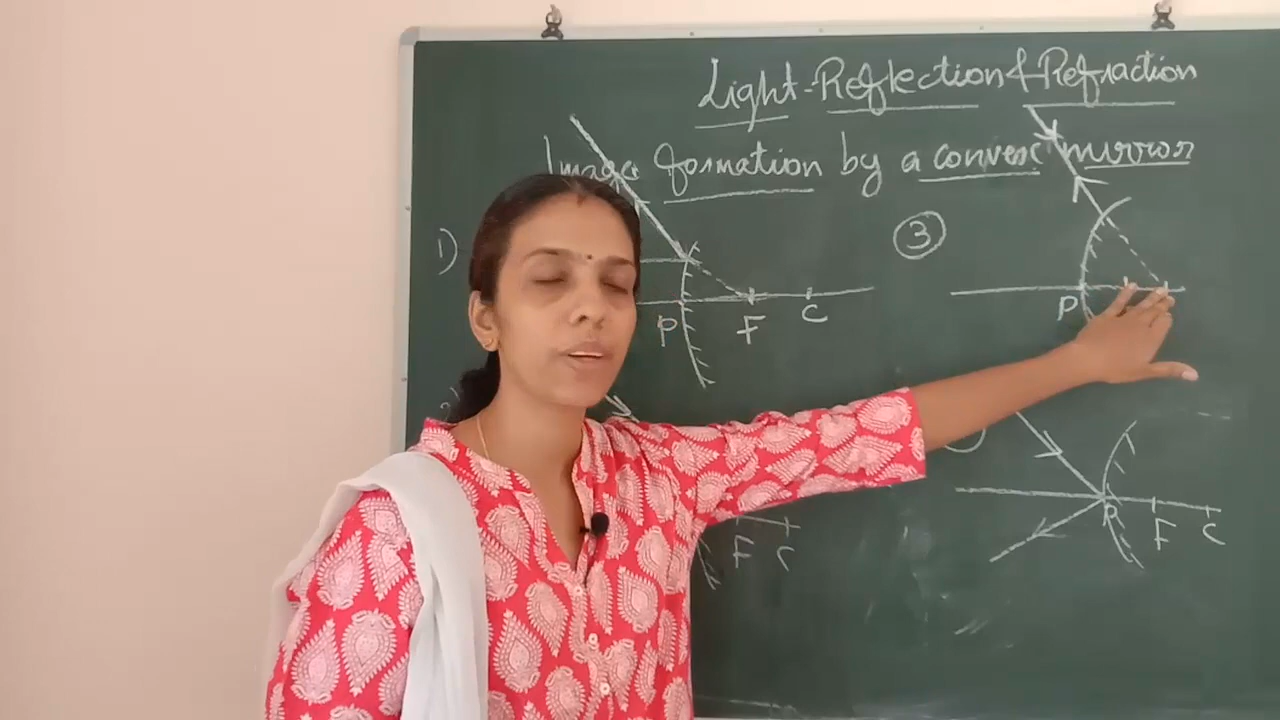 Light-Reflection & Refraction
Image formation by a convex mirror
1)
P F C
3
P
F C
P F C